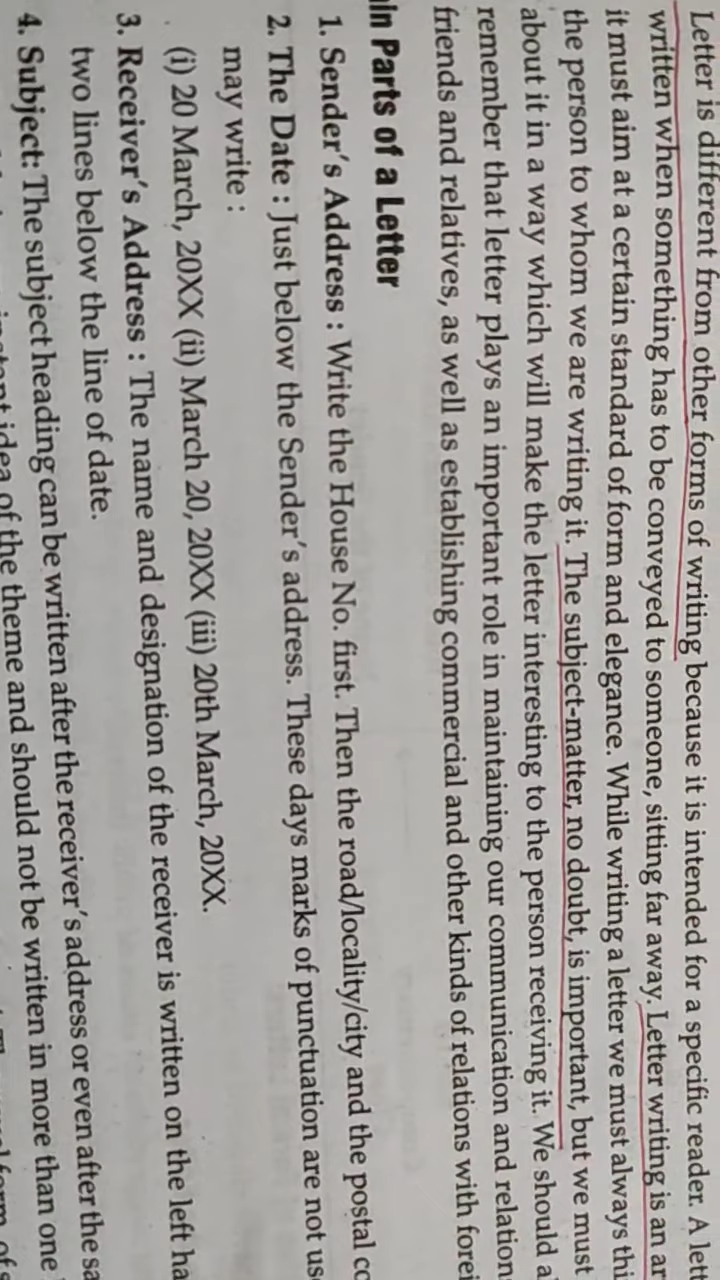 Letter is different from other forms of writing because it is intended for a specific reader. A
written when something has to be conveyed to someone, sitting far away. Letter writing is an
it must aim at a certain standard of form and elegance. While writing a letter we must always
the person to whom we are writing it. The subject-matter, no doubt, is important, but we must
about it in a way which will make the letter interesting to the person receiving it. We should
remember that letter plays an important role in maintaining our communication and
friends and relatives, as well as establishing commercial and other kinds of relations with
Parts of a Letter
1. Sender's Address : Write the House No. first. Then the road/locality/city and the postal
2. The Date : Just below the Sender's address. These days marks of punctuation are not
may write :
(i) 20 March, 20XX (ii) March 20, 20XX (iii) 20th March, 20XX.
3. Receiver's Address : The name and designation of the receiver is written on the left
two lines below the line of date.
4. Subject: The subject heading can be written after the receiver's address or even after the
idea of the theme and should not be written in more than one